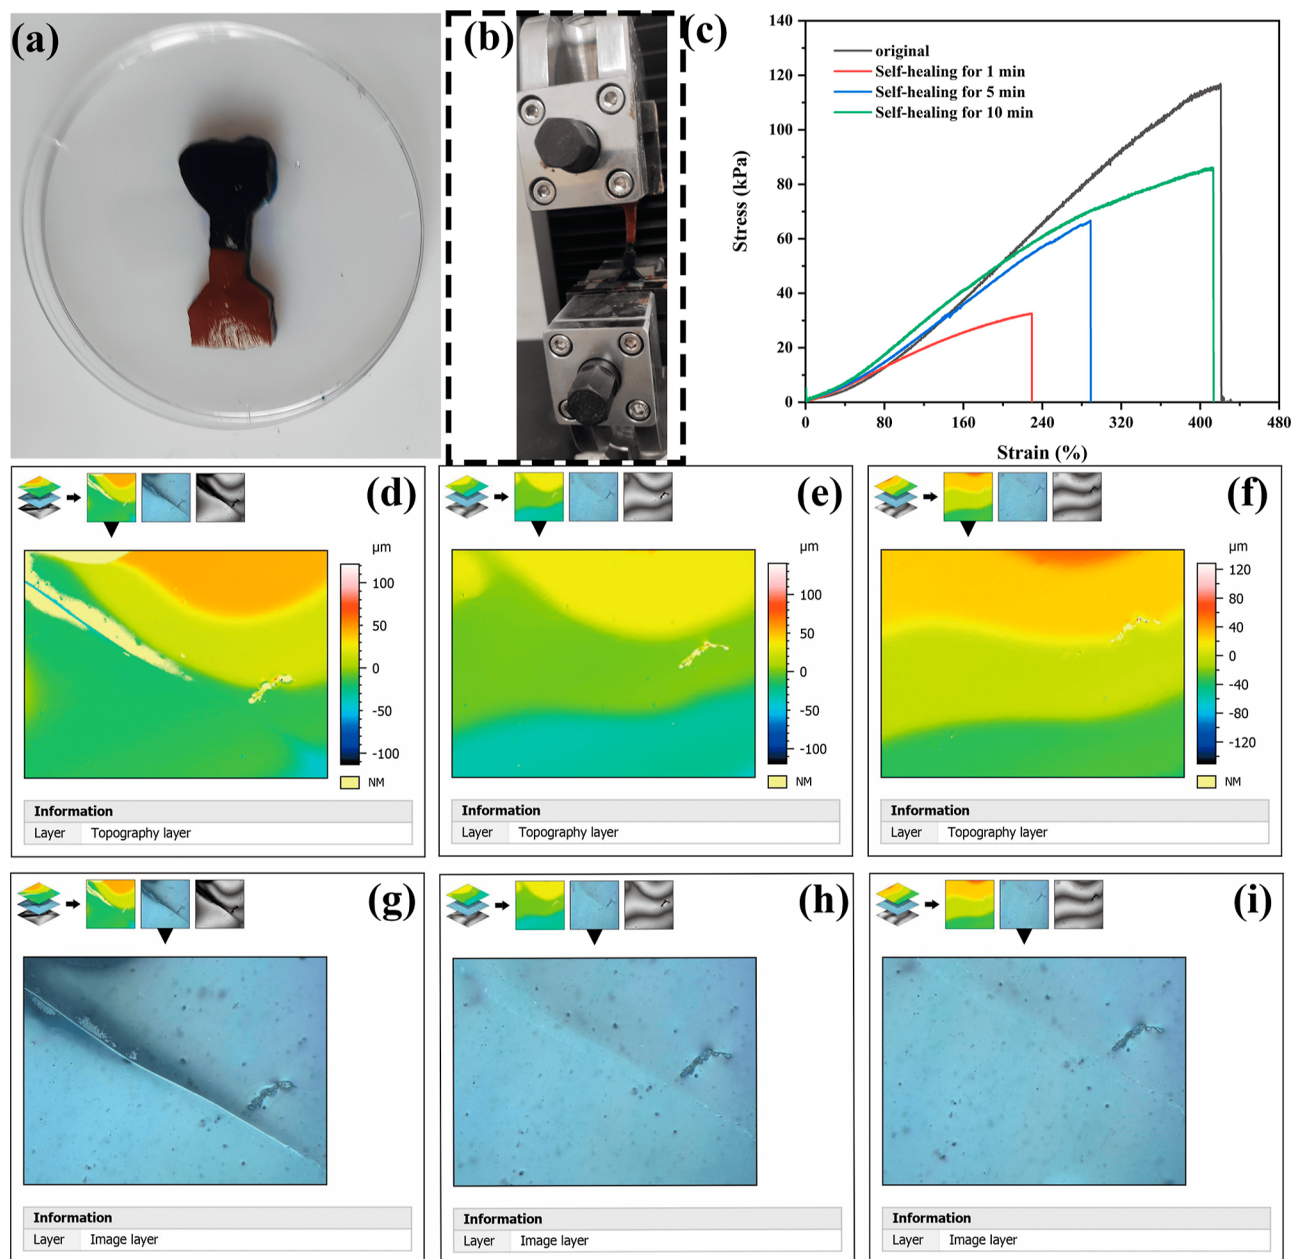 (a)
(b)
(c)
140
120
100
80
60
40
20
0
Stress (kPa)
original
Self-healing for 1 min
Self-healing for 5 min
Self-healing for 10 min
0 80 160 240 320 400 480
Strain (%)
(d)
µm
100
50
0
-50
-100
NM
Information
Layer Topography layer
(e)
µm
100
50
0
-50
-100
NM
Information
Layer Topography layer
(f)
µm
120
80
40
0
-40
-80
-120
NM
Information
Layer Topography layer
(g)
Information
Layer Image layer
(h)
Information
Layer Image layer
(i)
Information
Layer Image layer